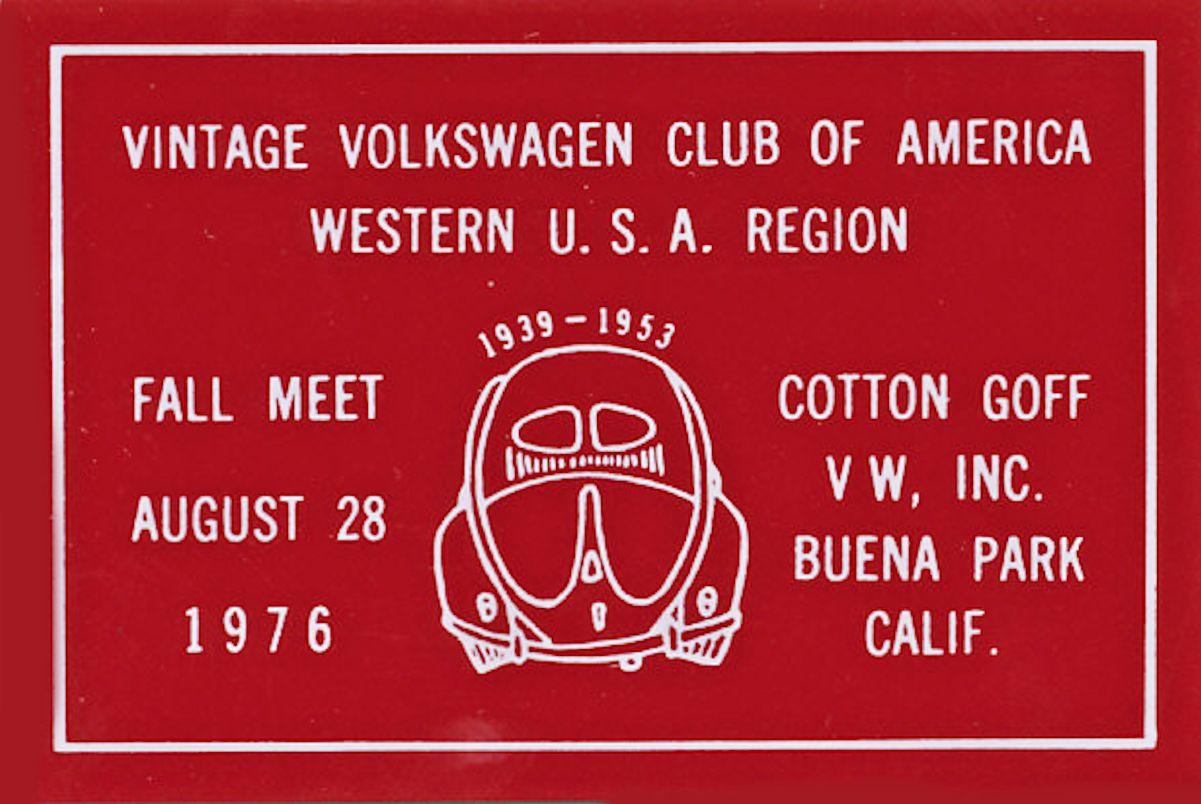 VINTAGE VOLKSWAGEN CLUB OF AMERICA
WESTERN U. S. A. REGION
1939-1953
FALL MEET
AUGUST 28
1976
COTTON GOFF
VW, INC.
BUENA PARK
CALIF.